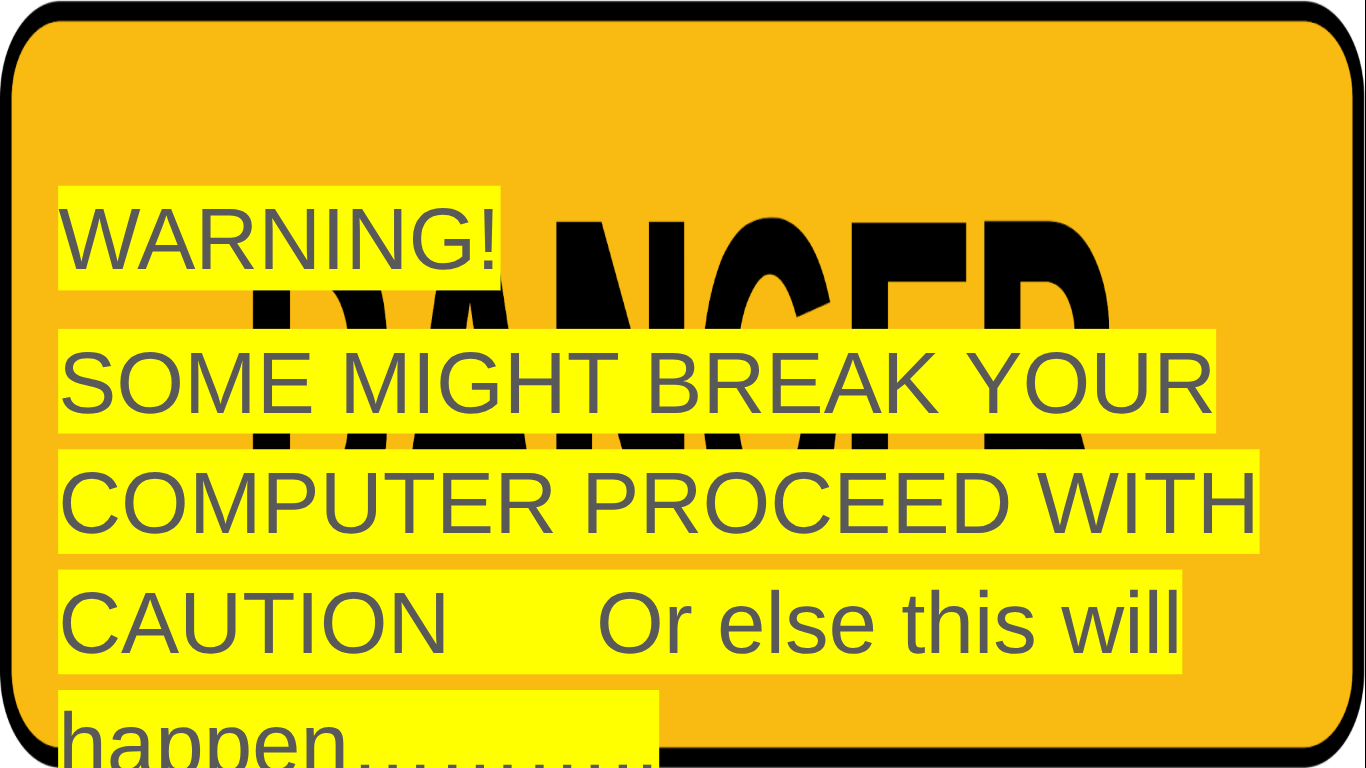 WARNING!
DANGER
SOME MIGHT BREAK YOUR
COMPUTER PROCEED WITH
CAUTION Or else this will
happen...........